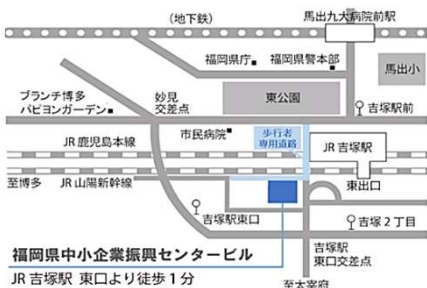 （地下鉄）
馬出九大病院前駅
福岡県庁
福岡県警本部
馬出小
ブランチ博多
パピヨンガーデン
妙見
交差点
東公園
吉塚駅前
市民病院
歩行者
専用道路
JR 鹿児島本線
JR 吉塚駅
至博多
JR 山陽新幹線
東出口
吉塚駅東口
吉塚２丁目
福岡県中小企業振興センタービル
吉塚駅
東口交差点
JR 吉塚駅 東口より徒歩 1 分
至太宰府